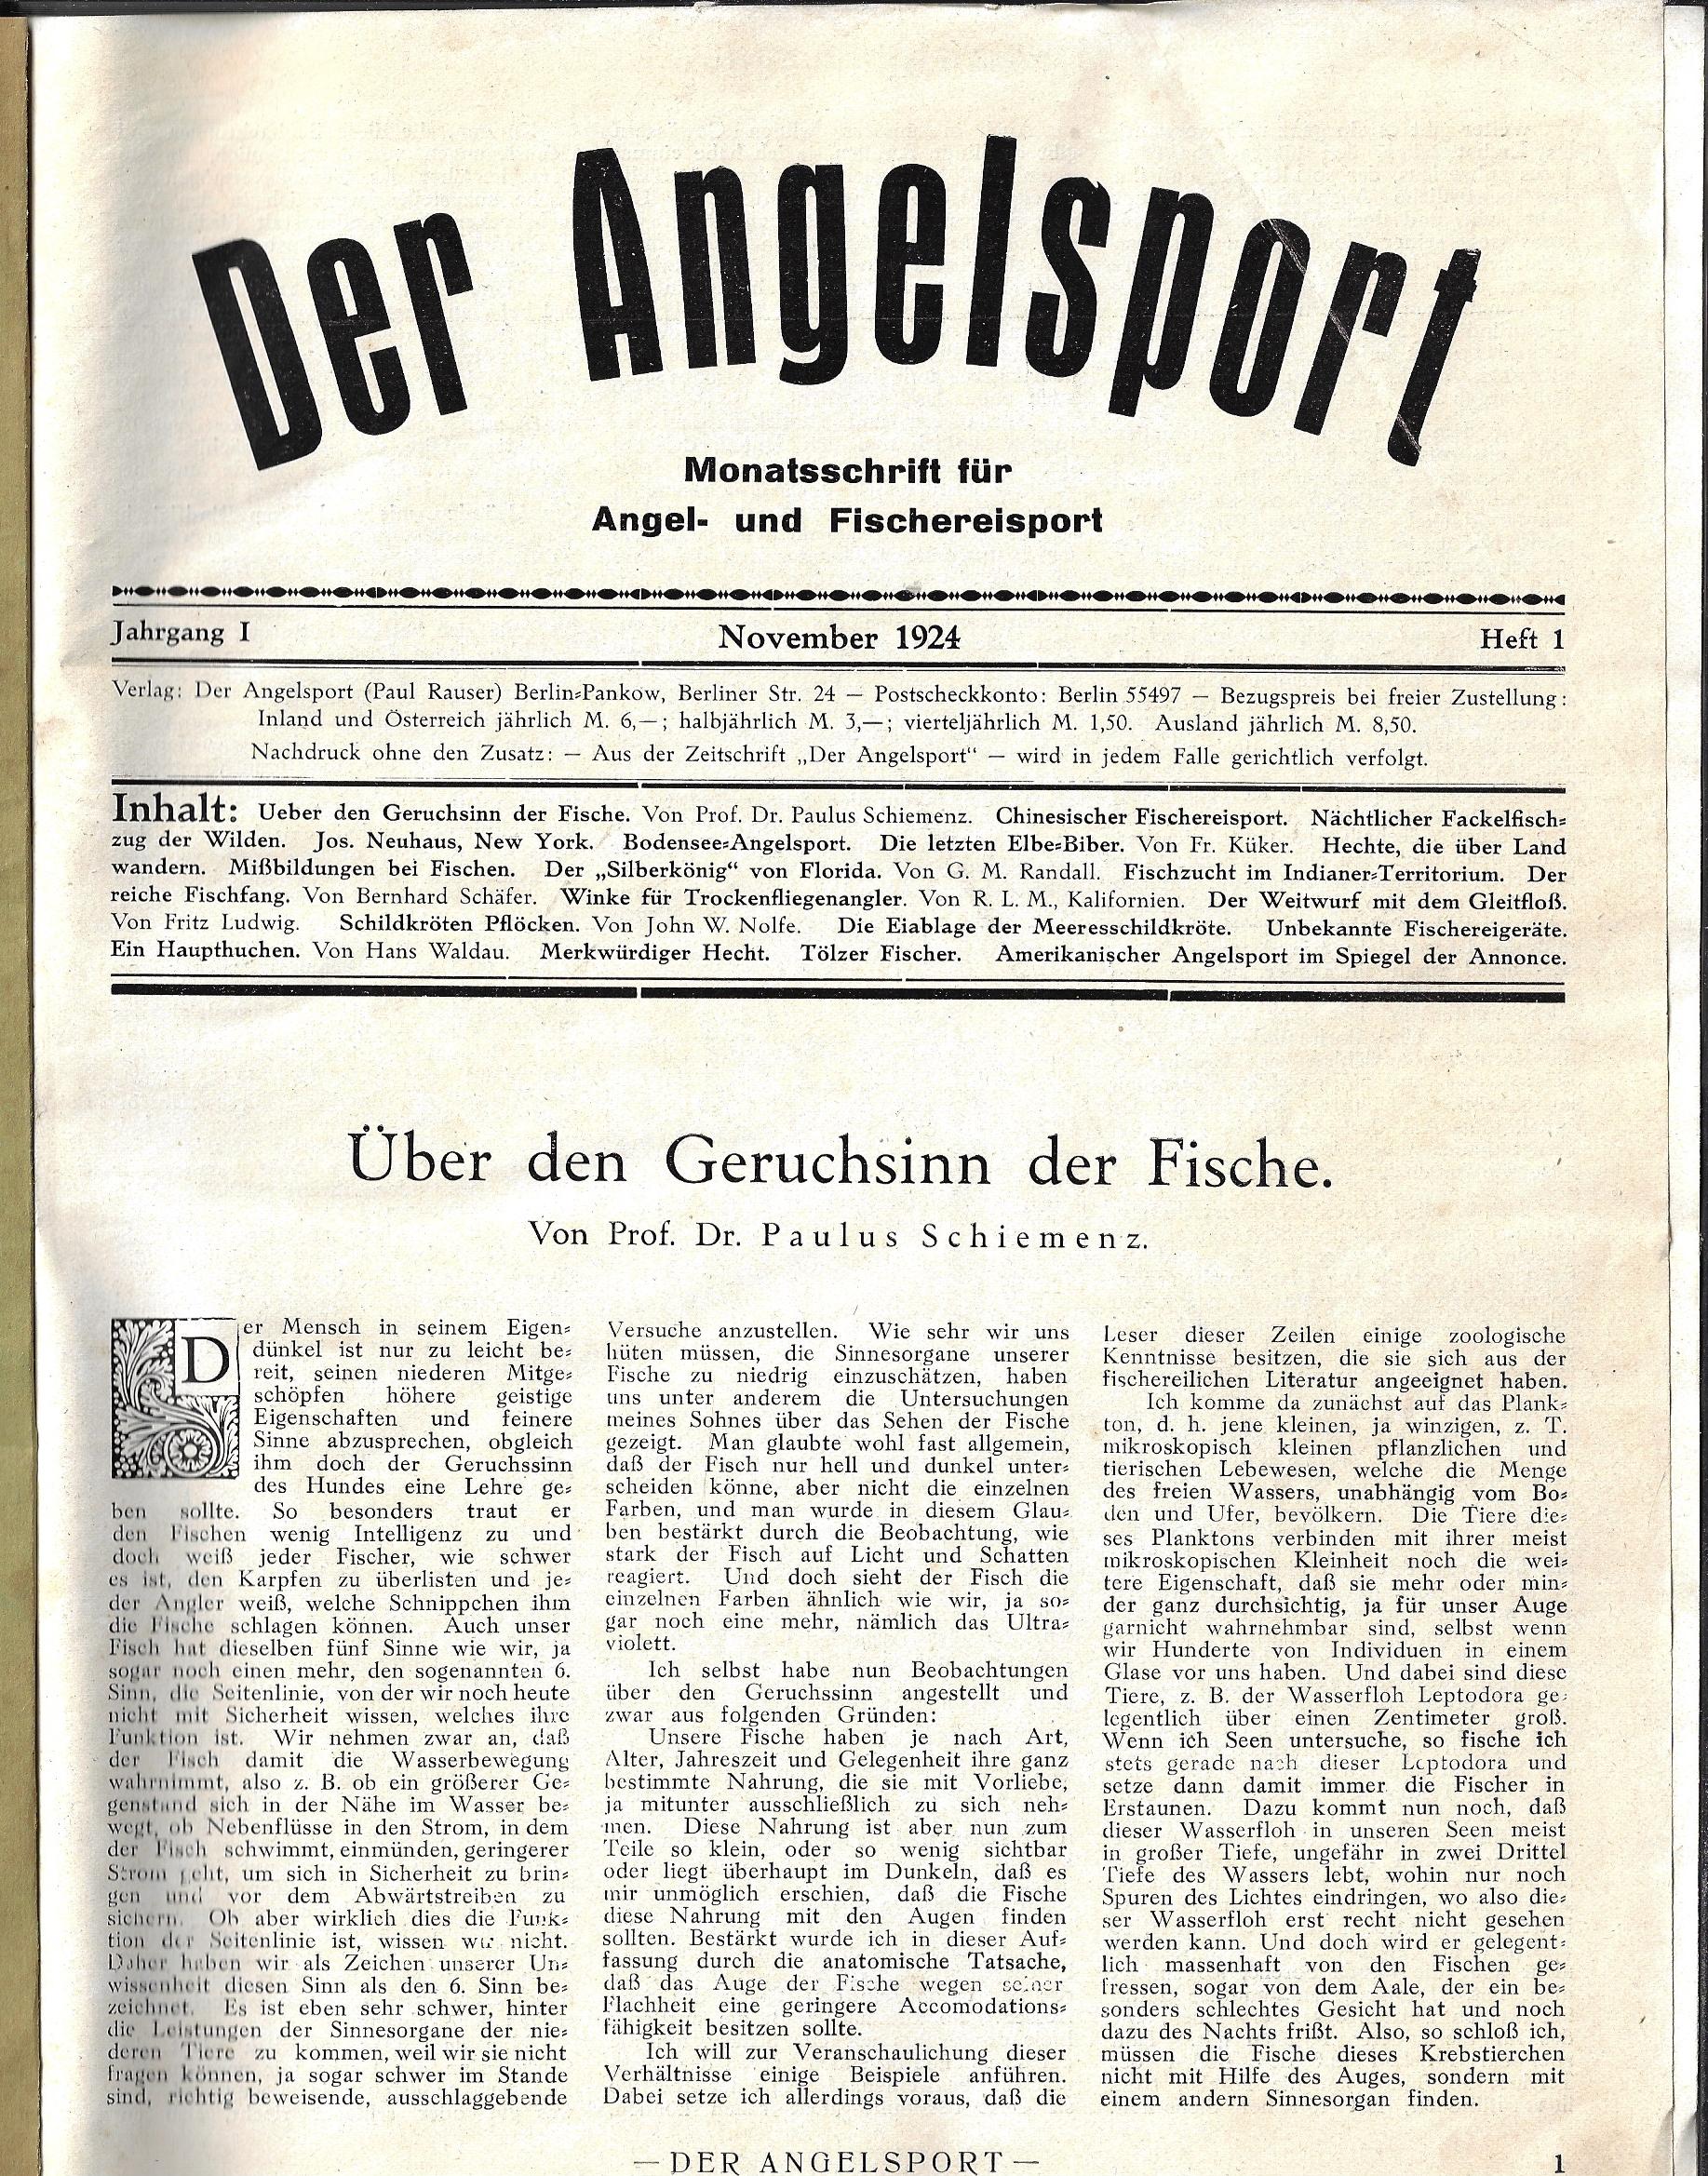 Der Angelsport
Monatsschrift für
Angel- und Fischereisport
Jahrgang I
November 1924
Heft 1
Verlag: Der Angelsport (Paul Rauser) Berlin-Pankow, Berliner Str. 24 — Postscheckkonto: Berlin 55497 — Bezugspreis bei freier Zustellung:
Inland und Österreich jährlich M. 6,—; halbjährlich M. 3,—; vierteljährlich M. 1,50. Ausland jährlich M. 8,50.
Nachdruck ohne den Zusatz: — Aus der Zeitschrift „Der Angelsport“ — wird in jedem Falle gerichtlich verfolgt.
Inhalt: Ueber den Geruchsinn der Fische. Von Prof. Dr. Paulus Schiemenz. Chinesischer Fischereisport. Nächtlicher Fackelfisch-
zug der Wilden. Jos. Neuhaus, New York. Bodensee-Angelsport. Die letzten Elbe-Biber. Von Fr. Küker. Hechte, die über Land
wandern. Mißbildungen bei Fischen. Der „Silberkönig“ von Florida. Von G. M. Randall. Fischzucht im Indianer-Territorium. Der
reiche Fischfang. Von Bernhard Schäfer. Winke für Trockenfliegenangler. Von R. L. M., Kalifornien. Der Weitwurf mit dem Gleitfloß.
Von Fritz Ludwig. Schildkröten Pflöcken. Von John W. Nolfe. Die Eiablage der Meeresschildkröte. Unbekannte Fischereigeräte.
Ein Haupthuchen. Von Hans Waldau. Merkwürdiger Hecht. Tölzer Fischer. Amerikanischer Angelsport im Spiegel der Annonce.
Über den Geruchsinn der Fische.
Von Prof. Dr. Paulus Schiemenz.
Der Mensch in seinem Eigen-
dünkel ist nur zu leicht be-
reit, seinen niederen Mitge-
schöpfen höhere geistige
Eigenschaften und feinere
Sinne abzusprechen, obgleich
ihm doch der Geruchssinn
des Hundes eine Lehre ge-
ben sollte. So besonders traut er
den Fischen wenig Intelligenz zu und
doch weiß jeder Fischer, wie schwer
es ist, den Karpfen zu überlisten und je-
der Angler weiß, welche Schnippchen ihm
die Fische schlagen können. Auch unser
Fisch hat dieselben fünf Sinne wie wir, ja
sogar noch einen mehr, den sogenannten 6.
Sinn, die Seitenlinie, von der wir noch heute
nicht mit Sicherheit wissen, welches ihre
Funktion ist. Wir nehmen zwar an, daß
der Fisch damit die Wasserbewegung
wahrnimmt, also z. B. ob ein größerer Ge-
genstand sich in der Nähe im Wasser be-
wegt, ob Nebenflüsse in den Strom, in dem
der Fisch schwimmt, einmünden, geringerer
Strom geht, um sich in Sicherheit zu brin-
gen und vor dem Abwärtstreiben zu
sichern. Ob aber wirklich dies die Funk-
tion der Seitenlinie ist, wissen wir nicht.
Daher haben wir als Zeichen unserer Un-
wissenheit diesen Sinn als den 6. Sinn be-
zeichnet. Es ist eben sehr schwer, hinter
die Leistungen der Sinnesorgane der nie-
deren Tiere zu kommen, weil wir sie nicht
fragen können, ja sogar schwer im Stande
sind, richtig beweisende, ausschlaggebende
Versuche anzustellen. Wie sehr wir uns
hüten müssen, die Sinnesorgane unserer
Fische zu niedrig einzuschätzen, haben
uns unter anderem die Untersuchungen
meines Sohnes über das Sehen der Fische
gezeigt. Man glaubte wohl fast allgemein,
daß der Fisch nur hell und dunkel unter-
scheiden könne, aber nicht die einzelnen
Farben, und man wurde in diesem Glau-
ben bestärkt durch die Beobachtung, wie
stark der Fisch auf Licht und Schatten
reagiert. Und doch sieht der Fisch die
einzelnen Farben ähnlich wie wir, ja so-
gar noch eine mehr, nämlich das Ultra-
violett.
Ich selbst habe nun Beobachtungen
über den Geruchssinn angestellt und
zwar aus folgenden Gründen:
Unsere Fische haben je nach Art,
Alter, Jahreszeit und Gelegenheit ihre ganz
bestimmte Nahrung, die sie mit Vorliebe,
ja mitunter ausschließlich zu sich neh-
men. Diese Nahrung ist aber nun zum
Teile so klein, oder so wenig sichtbar
oder liegt überhaupt im Dunkeln, daß es
mir unmöglich erschien, daß die Fische
diese Nahrung mit den Augen finden
sollten. Bestärkt wurde ich in dieser Auf-
fassung durch die anatomische Tatsache,
daß das Auge der Fische wegen seiner
Flachheit eine geringere Accomodations-
fähigkeit besitzen sollte.
Ich will zur Veranschaulichung dieser
Verhältnisse einige Beispiele anführen.
Dabei setze ich allerdings voraus, daß die
Leser dieser Zeilen einige zoologische
Kenntnisse besitzen, die sie sich aus der
fischereilichen Literatur angeeignet haben.
Ich komme da zunächst auf das Plank-
ton, d. h. jene kleinen, ja winzigen, z. T.
mikroskopisch kleinen pflanzlichen und
tierischen Lebewesen, welche die Menge
des freien Wassers, unabhängig vom Bo-
den und Ufer, bevölkern. Die Tiere die-
ses Planktons verbinden mit ihrer meist
mikroskopischen Kleinheit noch die wei-
tere Eigenschaft, daß sie mehr oder min-
der ganz durchsichtig, ja für unser Auge
garnicht wahrnehmbar sind, selbst wenn
wir Hunderte von Individuen in einem
Glase vor uns haben. Und dabei sind diese
Tiere, z. B. der Wasserfloh Leptodora ge-
legentlich über einen Zentimeter groß.
Wenn ich Seen untersuche, so fische ich
stets gerade nach dieser Leptodora und
setze dann damit immer die Fischer in
Erstaunen. Dazu kommt nun noch, daß
dieser Wasserfloh in unseren Seen meist
in großer Tiefe, ungefähr in zwei Drittel
Tiefe des Wassers lebt, wohin nur noch
Spuren des Lichtes eindringen, wo also die-
ser Wasserfloh erst recht nicht gesehen
werden kann. Und doch wird er gelegent-
lich massenhaft von den Fischen ge-
fressen, sogar von dem Aale, der ein be-
sonders schlechtes Gesicht hat und noch
dazu des Nachts frißt. Also, so schloß ich,
müssen die Fische dieses Krebstierchen
nicht mit Hilfe des Auges, sondern mit
einem andern Sinnesorgan finden.
— DER ANGELSPORT —
1